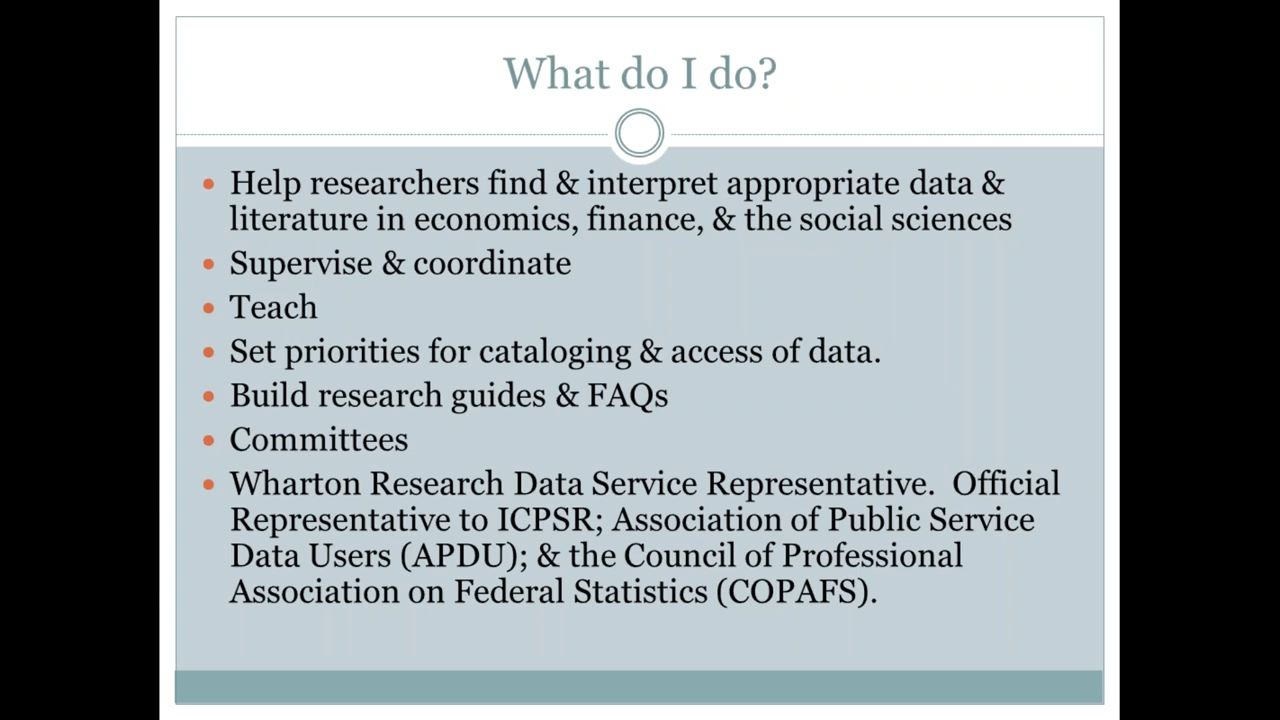 What do I do?
• Help researchers find & interpret appropriate data &
literature in economics, finance, & the social sciences
• Supervise & coordinate
• Teach
• Set priorities for cataloging & access of data.
• Build research guides & FAQs
• Committees
• Wharton Research Data Service Representative.  Official
Representative to ICPSR; Association of Public Service
Data Users (APDU); & the Council of Professional
Association on Federal Statistics (COPAFS).